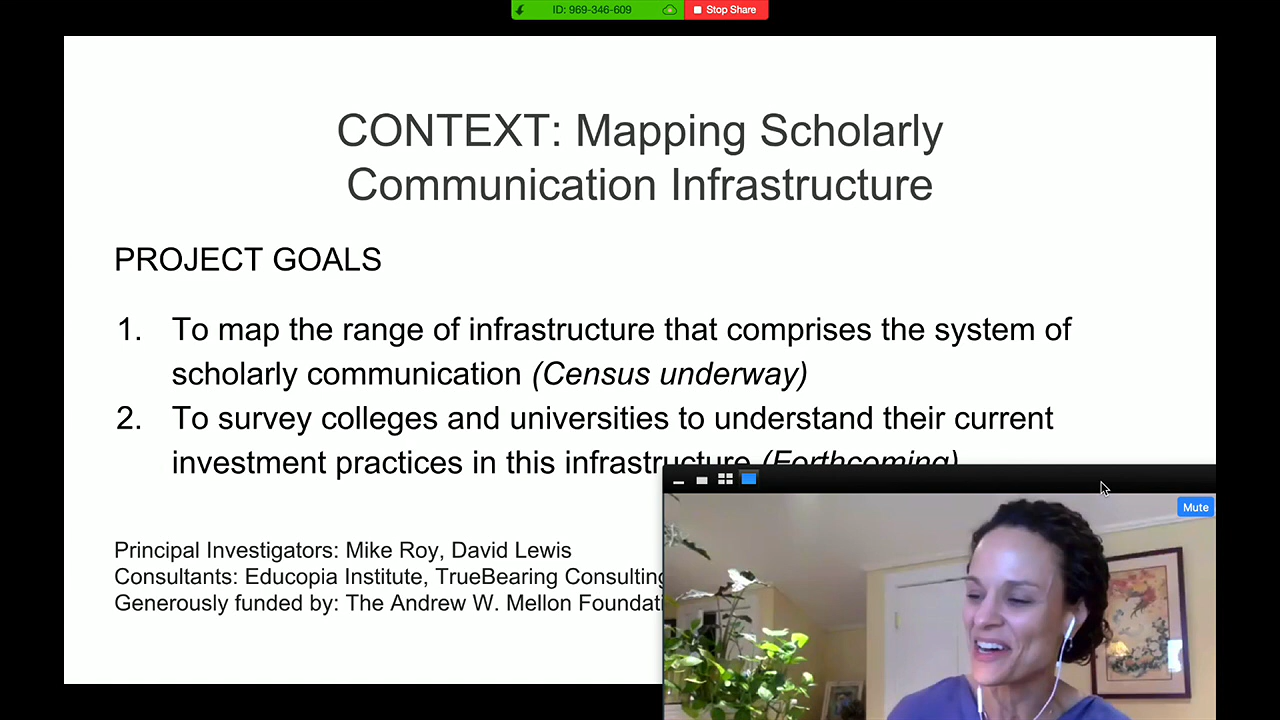 ID: 969-346-609
Stop Share
CONTEXT: Mapping Scholarly
Communication Infrastructure
PROJECT GOALS
1. To map the range of infrastructure that comprises the system of
scholarly communication (Census underway)
2. To survey colleges and universities to understand their current
investment practices in this infrastructure (Forthcoming)
Mute
Principal Investigators: Mike Roy, David Lewis
Consultants: Educopia Institute, TrueBearing Consulting
Generously funded by: The Andrew W. Mellon Foundati